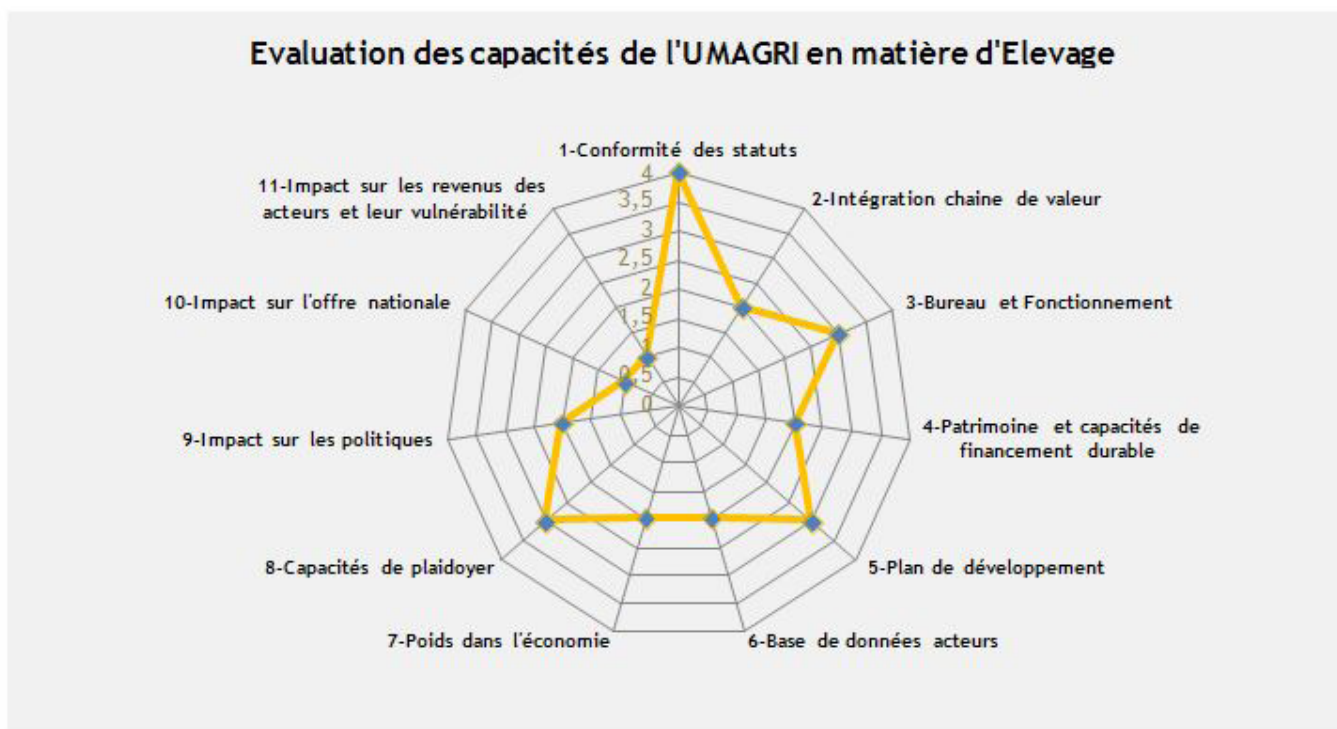 Evaluation des capacités de l'UMAGRI en matière d'Elevage
1-Conformité des statuts
4
3,5
3
2,5
2
1,5
1
0,5
0
2-Intégration chaine de valeur
3-Bureau et Fonctionnement
4-Patrimoine et capacités de
financement durable
5-Plan de développement
6-Base de données acteurs
7-Poids dans l'économie
8-Capacités de plaidoyer
9-Impact sur les politiques
10-Impact sur l'offre nationale
11-Impact sur les revenus des
acteurs et leur vulnérabilité